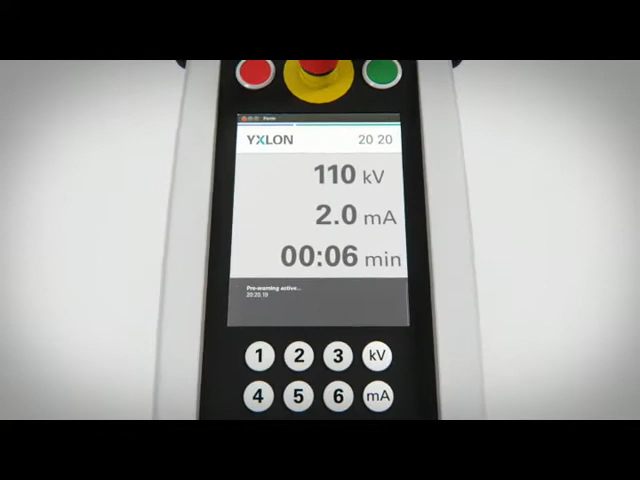 Form
YXLON 20 20
110 kV
2.0 mA
00:06 min
Pre-warning active...
20:20.19
1 2 3 kV
4 5 6 mA